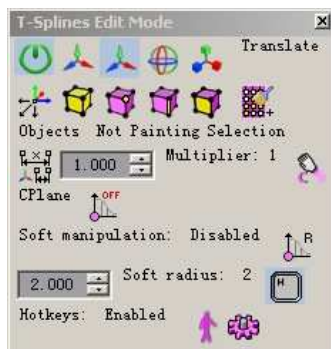 T-Splines Edit Mode
Translate
Objects Not Painting Selection
1.000
Multiplier: 1
CPlane
OFF
Soft manipulation: Disabled
R
2.000
Soft radius: 2
H
Hotkeys: Enabled